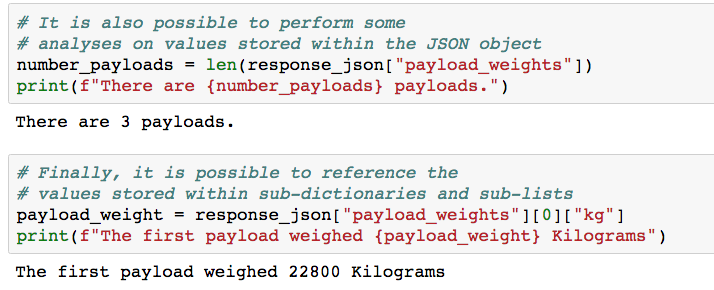 # It is also possible to perform some
# analyses on values stored within the JSON object
number_payloads = len(response_json["payload_weights"])
print(f"There are {number_payloads} payloads.")
There are 3 payloads.
# Finally, it is possible to reference the
# values stored within sub-dictionaries and sub-lists
payload_weight = response_json["payload_weights"][0]["kg"]
print(f"The first payload weighed {payload_weight} Kilograms")
The first payload weighed 22800 Kilograms